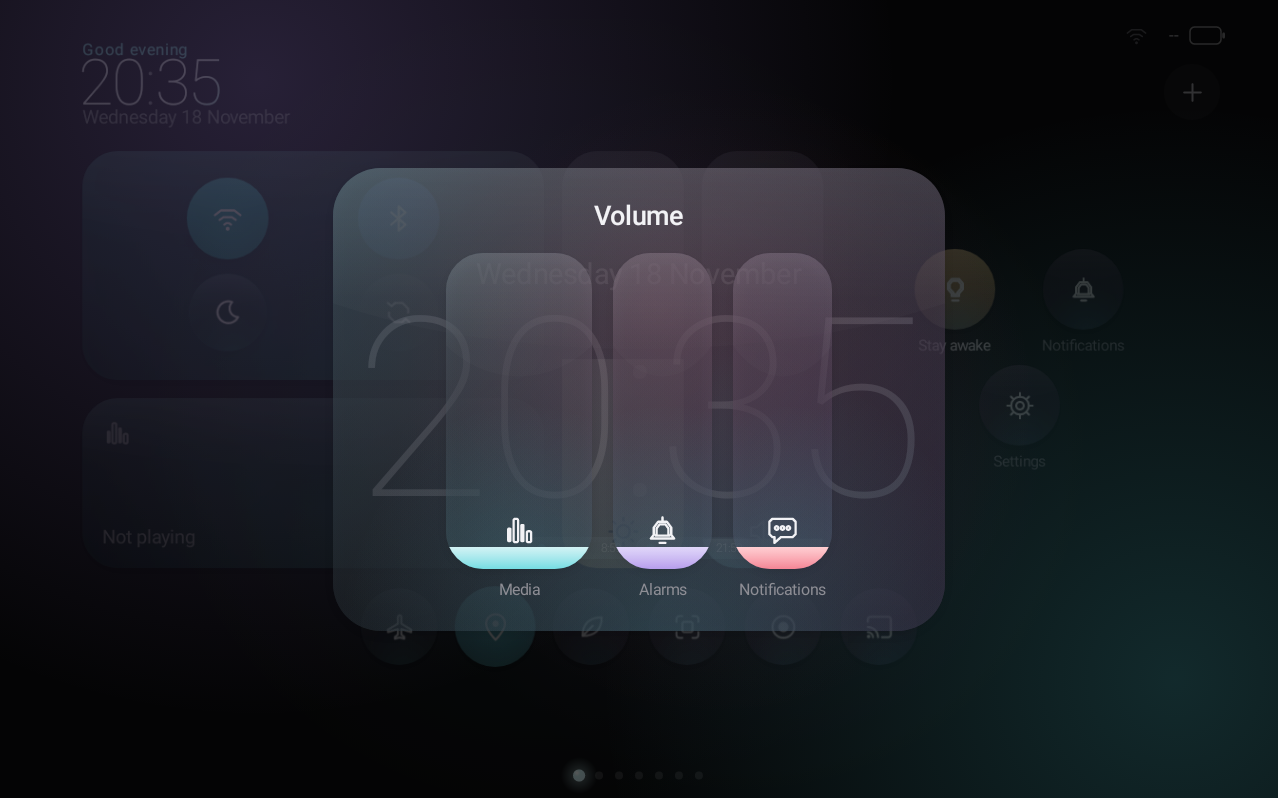 Good evening
20:35
Wednesday 18 November
Volume
Wednesday 18 November
20 35
Stay awake
Notifications
Settings
Not playing
Media
Alarms
Notifications